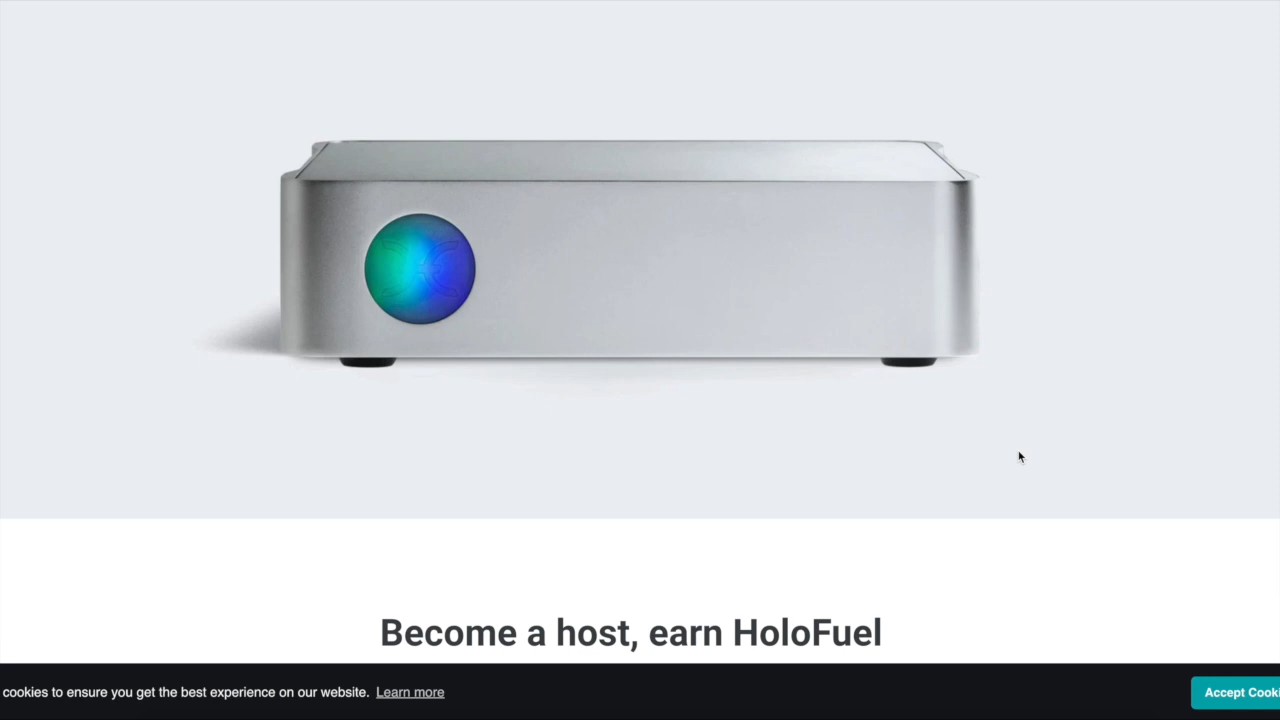 Become a host, earn HoloFuel
cookies to ensure you get the best experience on our website. Learn more
Accept Cooki